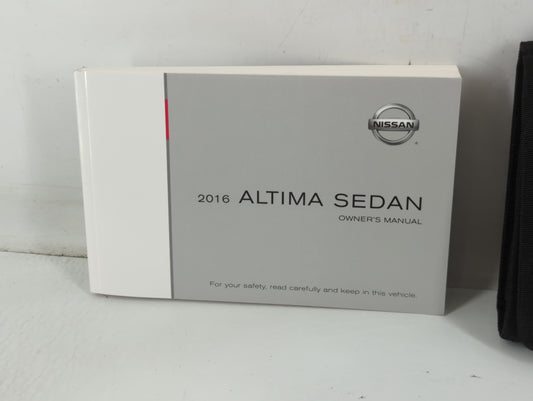 NISSAN
2016 ALTIMA SEDAN
OWNER'S MANUAL
For your safety, read carefully and keep in this vehicle.